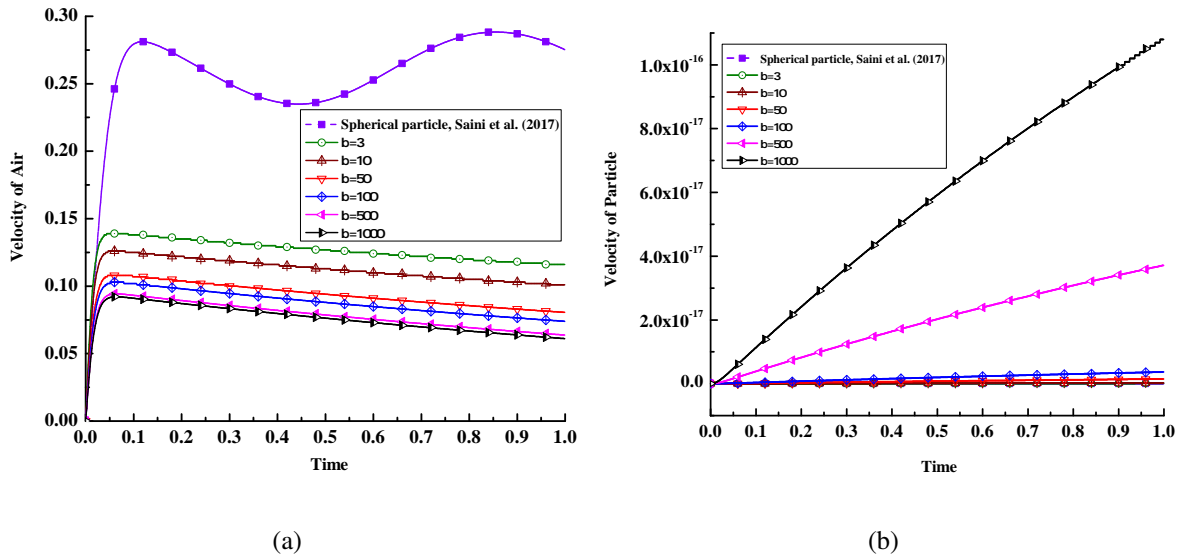 0.30
0.25
0.20
0.15
0.10
0.05
0.00
Velocity of Air
Spherical particle, Saini et al. (2017)
b=3
b=10
b=50
b=100
b=500
b=1000
0.0 0.1 0.2 0.3 0.4 0.5 0.6 0.7 0.8 0.9 1.0
Time
(a)
1.0x10-16
8.0x10-17
6.0x10-17
4.0x10-17
2.0x10-17
0.0
Velocity of Particle
Spherical particle, Saini et al. (2017)
b=3
b=10
b=50
b=100
b=500
b=1000
0.0 0.1 0.2 0.3 0.4 0.5 0.6 0.7 0.8 0.9 1.0
Time
(b)